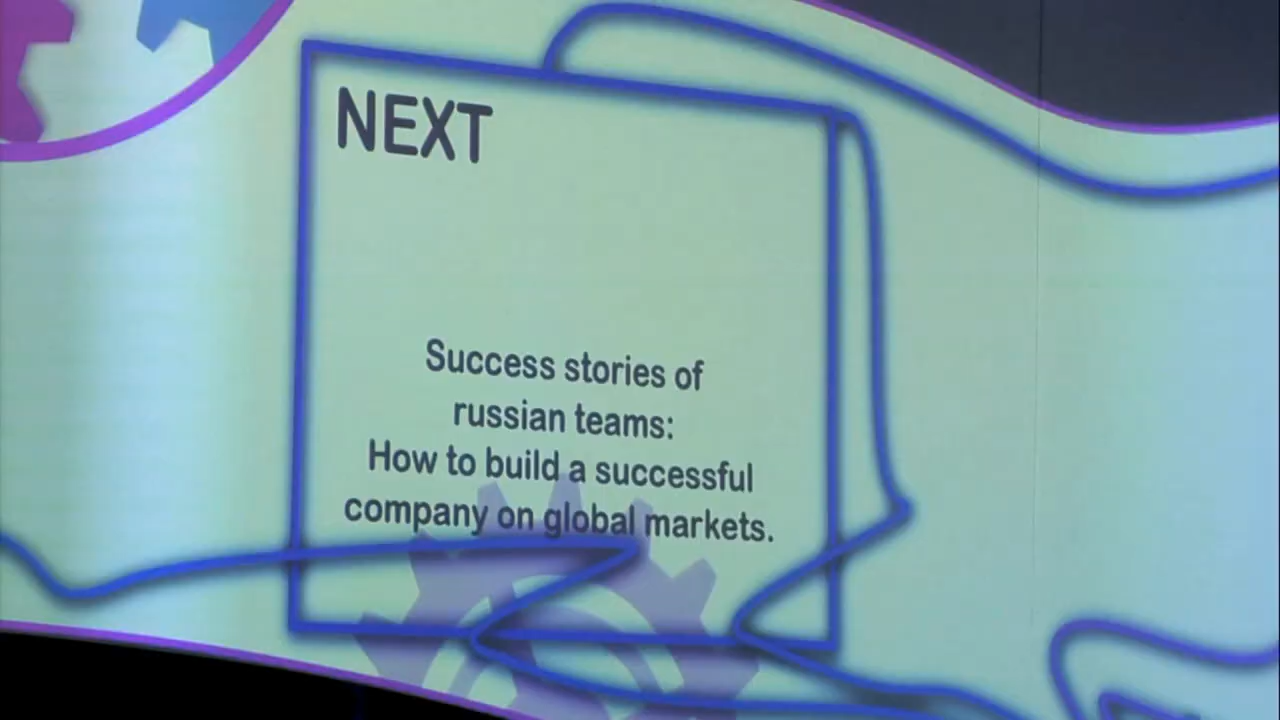 NEXT
Success stories of
russian teams:
How to build a successful
company on global markets.